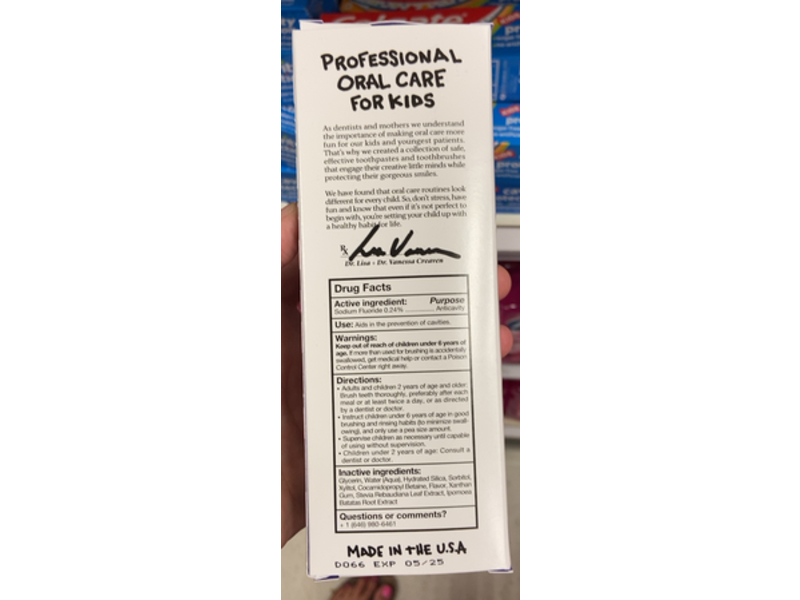 Colgate
PROFESSIONAL
ORAL CARE
FOR KIDS
As dentists and mothers we understand
the importance of making oral care more
fun for our kids and youngest patients.
That's why we created a collection of safe,
effective toothpastes and toothbrushes
that engage their creative little minds while
protecting their gorgeous smiles.
We have found that oral care routines look
different for every child. So, don't stress, have
fun and know that even if it's not perfect to
begin with, you're setting your child up with
a healthy habit for life.
Dr. Lisa + Dr. Vanessa Creaven
Drug Facts
Active ingredient: Purpose
Sodium Fluoride 0.24% Anticavity
Use: Aids in the prevention of cavities.
Warnings:
Keep out of reach of children under 6 years of
age. If more than used for brushing is accidentally
swallowed, get medical help or contact a Poison
Control Center right away.
Directions:
• Adults and children 2 years of age and older:
Brush teeth thoroughly, preferably after each
meal or at least twice a day, or as directed
by a dentist or doctor.
• Instruct children under 6 years of age in good
brushing and rinsing habits (to minimize swall-
owing), and only use a pea size amount.
• Supervise children as necessary until capable
of using without supervision.
• Children under 2 years of age: Consult a
dentist or doctor.
Inactive ingredients:
Glycerin, Water (Aqua), Hydrated Silica, Sorbitol,
Xylitol, Cocamidopropyl Betaine, Flavor, Xanthan
Gum, Stevia Rebaudiana Leaf Extract, Ipomoea
Batatas Root Extract
Questions or comments?
+ 1 (646) 980-6461
MADE IN THE U.S.A
D066 EXP 05/25